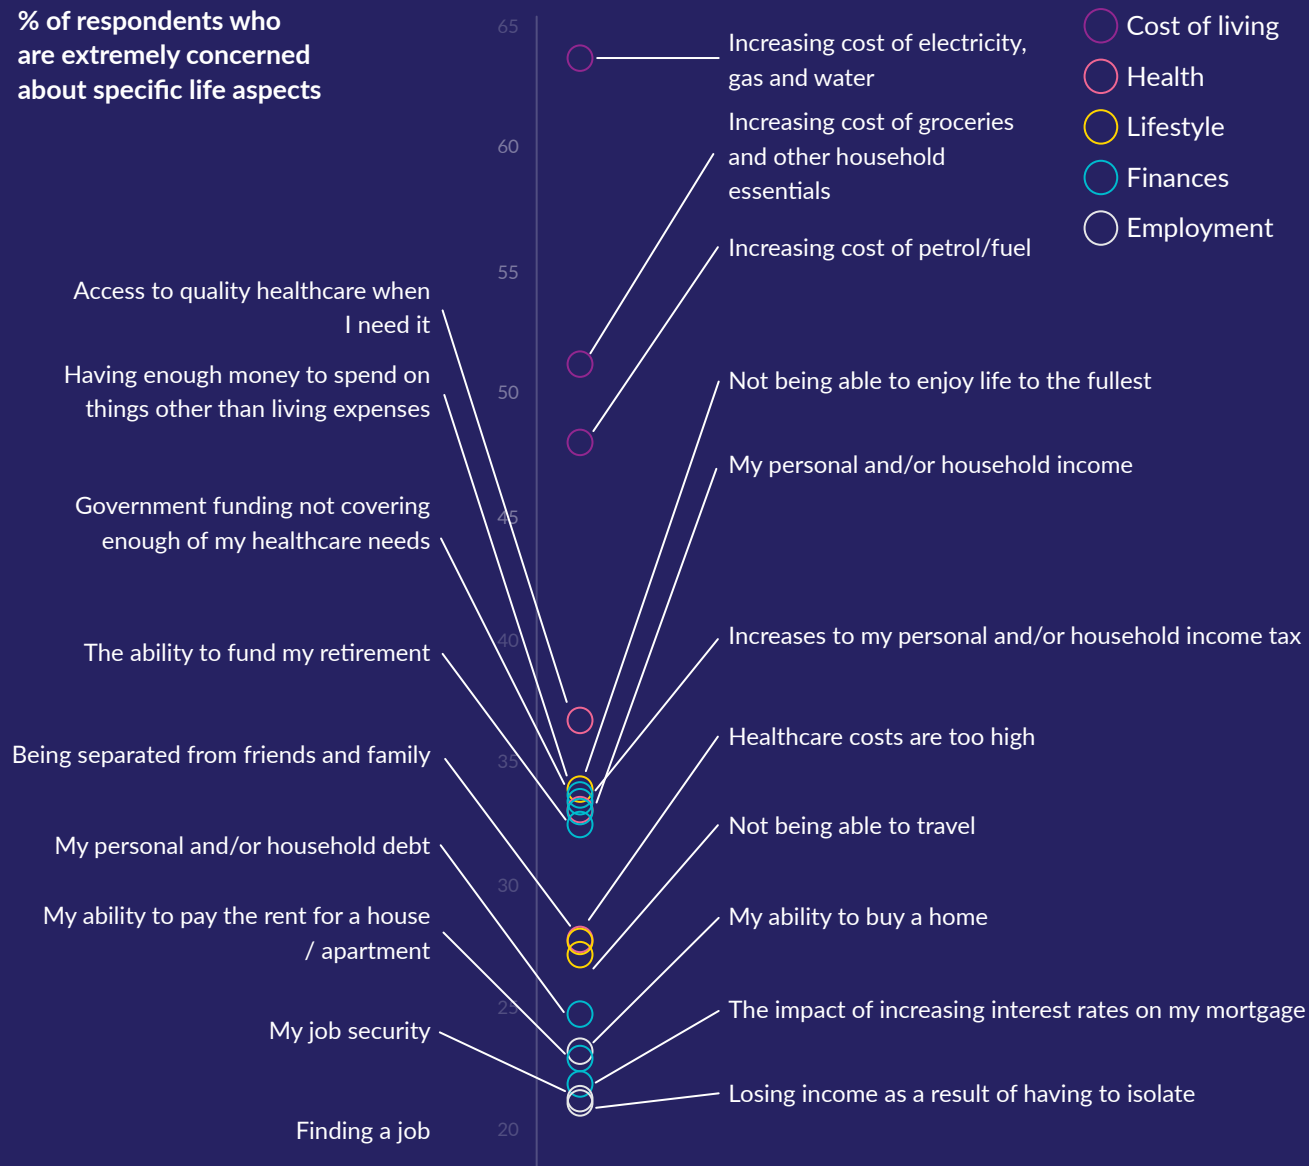 % of respondents who
are extremely concerned
about specific life aspects
65
60
55
50
45
40
35
30
25
20
Increasing cost of electricity,
gas and water
Increasing cost of groceries
and other household
essentials
Increasing cost of petrol/fuel
Not being able to enjoy life to the fullest
My personal and/or household income
Increases to my personal and/or household income tax
Healthcare costs are too high
Not being able to travel
My ability to buy a home
The impact of increasing interest rates on my mortgage
Losing income as a result of having to isolate
Access to quality healthcare when
I need it
Having enough money to spend on
things other than living expenses
Government funding not covering
enough of my healthcare needs
The ability to fund my retirement
Being separated from friends and family
My personal and/or household debt
My ability to pay the rent for a house
/ apartment
My job security
Finding a job
Cost of living
Health
Lifestyle
Finances
Employment